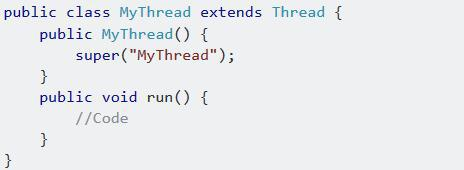 public class MyThread extends Thread {
    public MyThread() {
        super("MyThread");
    }
    public void run() {
        //Code
    }
}